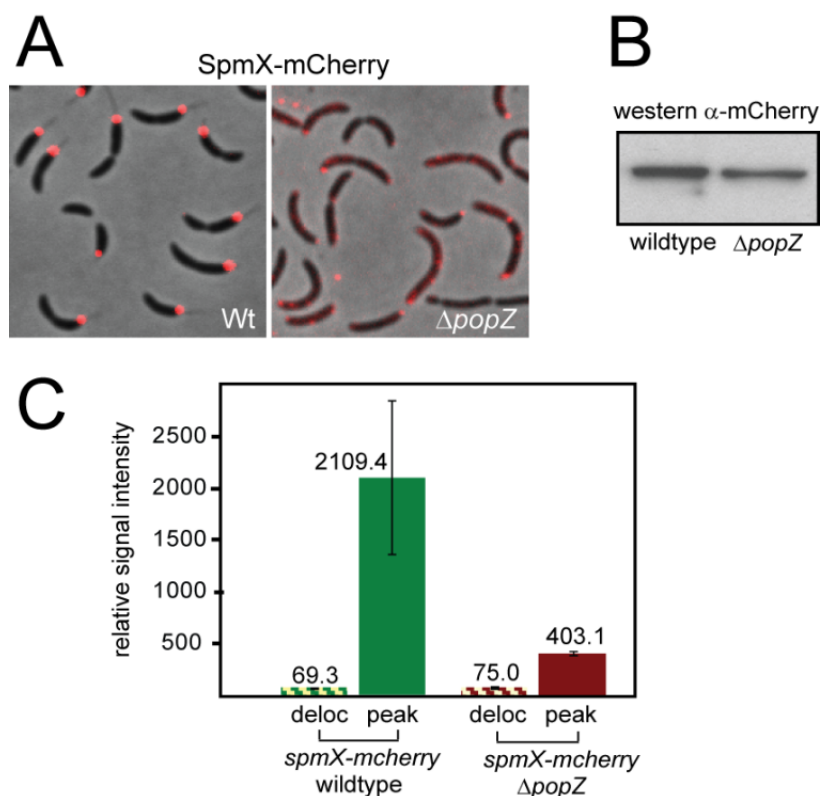 A
SpmX-mCherry
Wt
ΔpopZ
B
western α-mCherry
wildtype ΔpopZ
C
relative signal intensity
2500
2000
1500
1000
500
69.3
2109.4
75.0
403.1
deloc peak deloc peak
spmX-mcherry spmX-mcherry
wildtype ΔpopZ